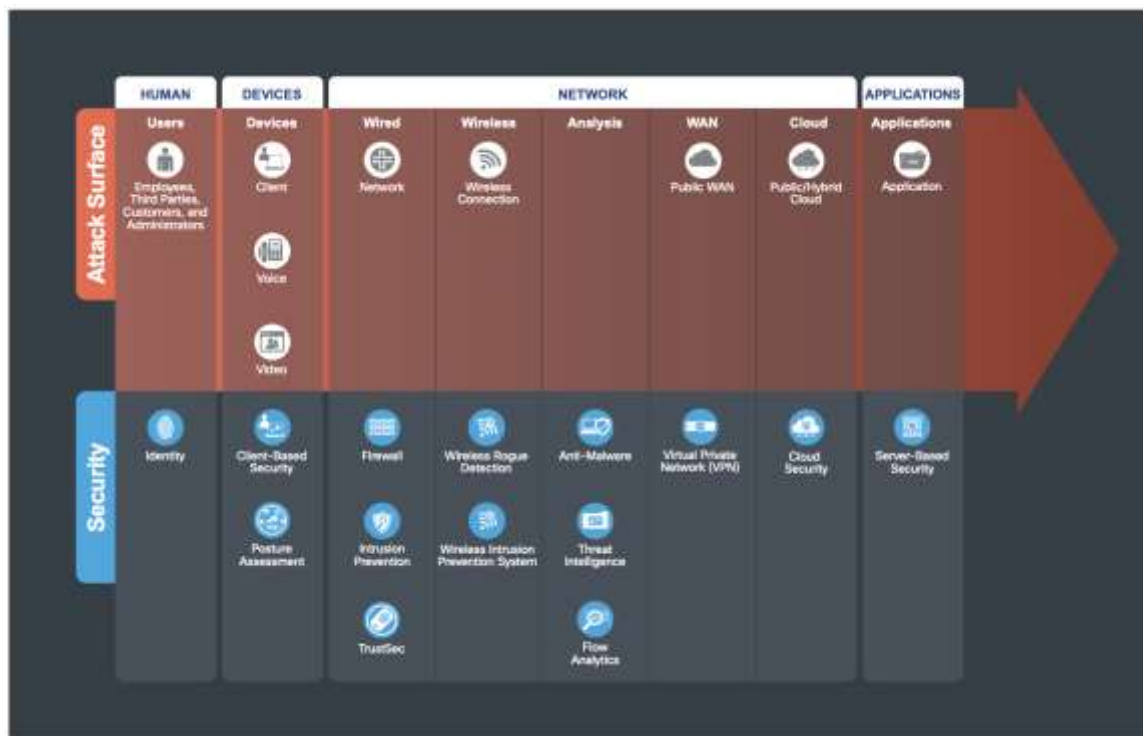 HUMAN
DEVICES
NETWORK
APPLICATIONS
Attack Surface
Users
Devices
Wired
Wireless
Analysis
WAN
Cloud
Applications
Employees,
Third Parties,
Customers, and
Administrators
Client
Network
Wireless
Connection
Public WAN
Public/Hybrid
Cloud
Application
Voice
Video
Security
Identity
Client-Based
Security
Firewall
Wireless Rogue
Detection
Anti-Malware
Virtual Private
Network (VPN)
Cloud
Security
Server-Based
Security
Posture
Assessment
Intrusion
Prevention
Wireless Intrusion
Prevention System
Threat
Intelligence
TrustSec
Flow
Analytics